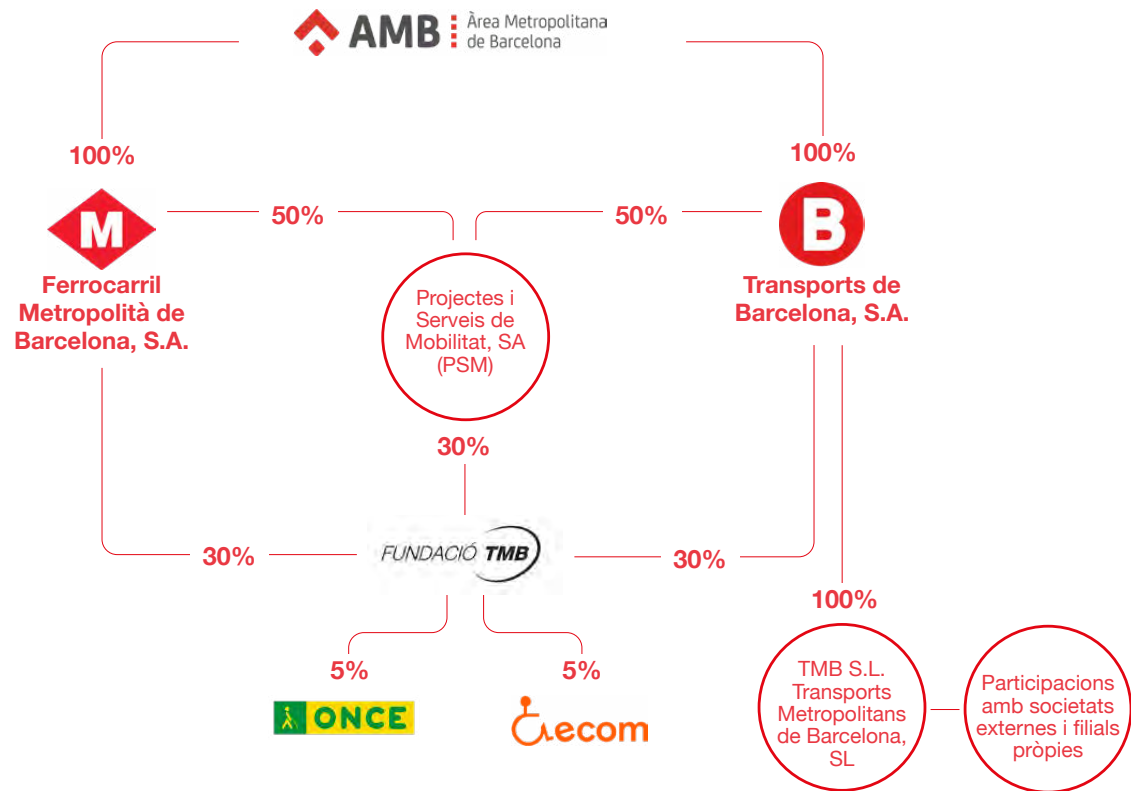 AMB Àrea Metropolitana
de Barcelona
100%
100%
M
50%
50%
B
Ferrocarril
Metropolità de
Barcelona, S.A.
Projectes i
Serveis de
Mobilitat, SA
(PSM)
Transports de
Barcelona, S.A.
30%
FUNDACIÓ TMB
30%
30%
100%
5%
5%
ONCE
ecom
TMB S.L.
Transports
Metropolitans
de Barcelona,
SL
Participacions
amb societats
externes i filials
pròpies